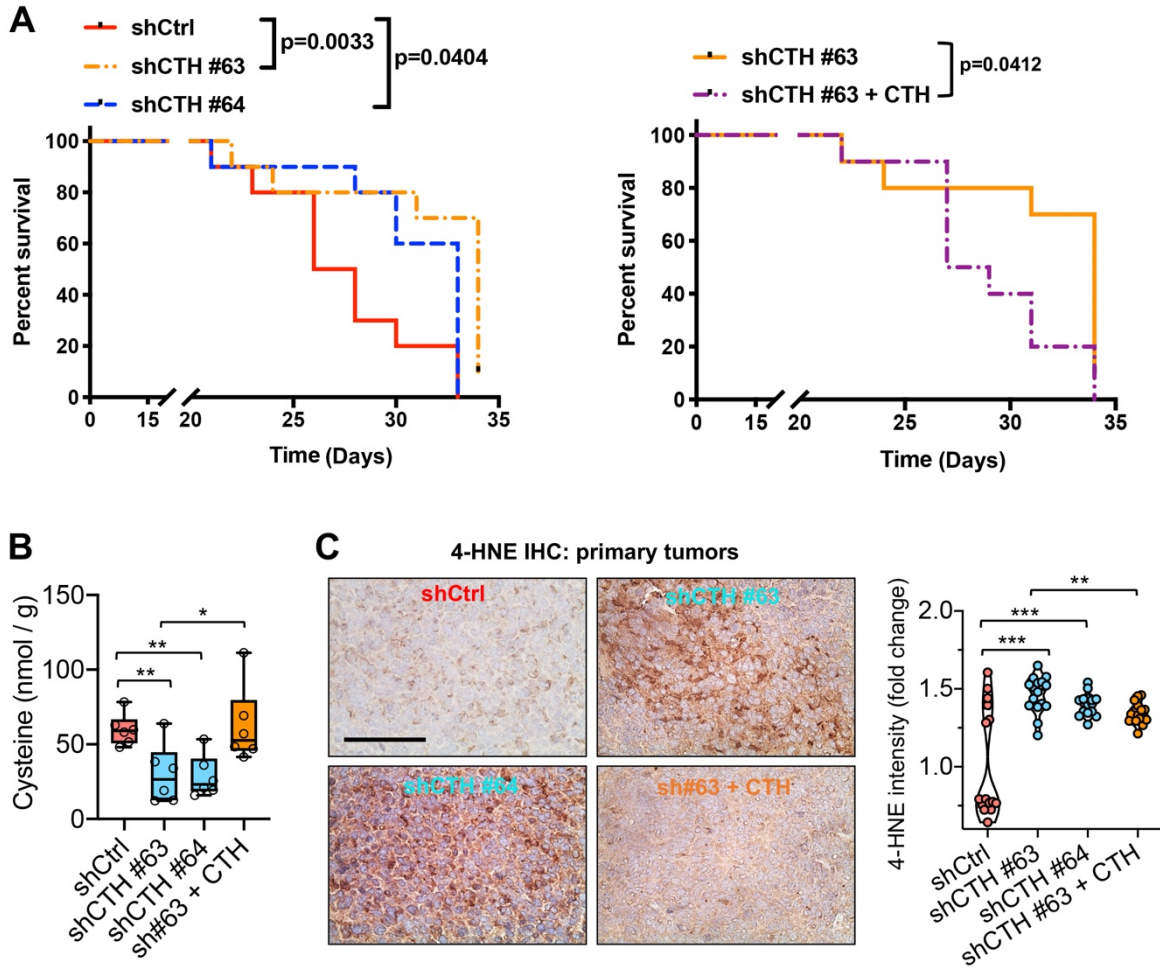 A
shCtrl
shCTH #63
shCTH #64
p=0.0033
p=0.0404
Percent survival
100
80
60
40
20
0
0
15
20
25
30
35
Time (Days)
shCTH #63
shCTH #63 + CTH
p=0.0412
Percent survival
100
80
60
40
20
0
0
15
20
25
30
35
Time (Days)
B
Cysteine (nmol / g)
150
100
50
0
*
**
**
shCtrl
shCTH #63
shCTH #64
sh#63 + CTH
C
4-HNE IHC: primary tumors
shCtrl
shCTH #63
shCTH #64
sh#63 + CTH
4-HNE intensity (fold change)
2.0
1.5
1.0
**
***
***
shCtrl
shCTH #63
shCTH #64
shCTH #63 + CTH